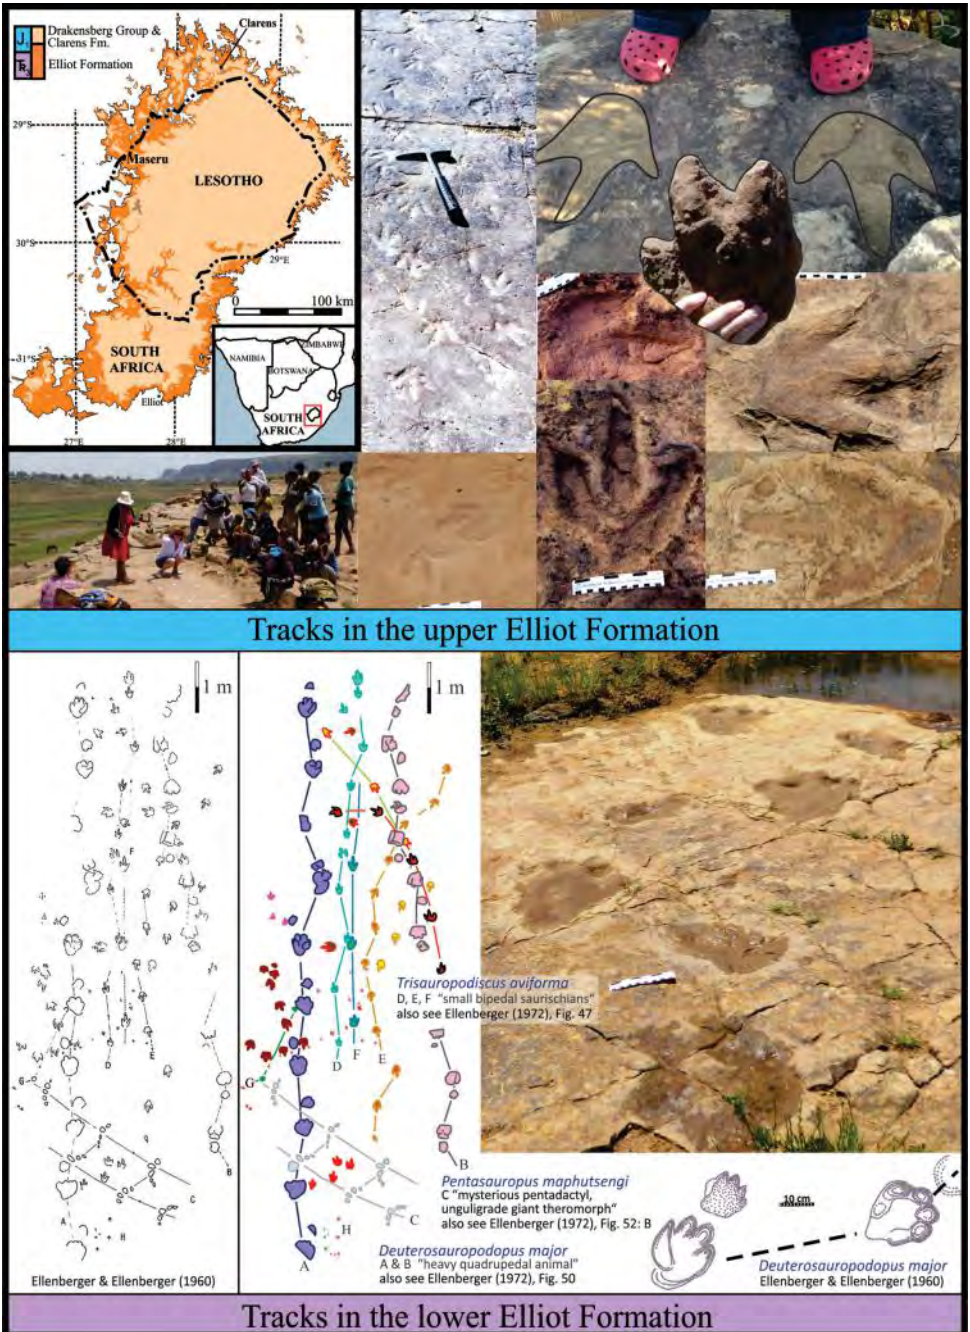 J
TR
Drakensberg Group &
Clarens Fm.
Elliot Formation
Clarens
29°S
Maseru
LESOTHO
30°S
29°E
0 100 km
SOUTH
AFRICA
31°S
Elliot
27°E
28°E
NAMIBIA
ZIMBABWE
BOTSWANA
SOUTH
AFRICA
Tracks in the upper Elliot Formation
1 m
F
E
D
G
B
C
A
H
Ellenberger & Ellenberger (1960)
1 m
Trisauropodiscus aviforma
D, E, F "small bipedal saurischians"
also see Ellenberger (1972), Fig. 47
F
E
D
G
B
Pentasauropus maphutsengi
C "mysterious pentadactyl,
unguligrade giant theromorph"
also see Ellenberger (1972), Fig. 52: B
C
H
A
Deuterosauropodopus major
A & B "heavy quadrupedal animal"
also see Ellenberger (1972), Fig. 50
10 cm
Deuterosauropodopus major
Ellenberger & Ellenberger (1960)
Tracks in the lower Elliot Formation